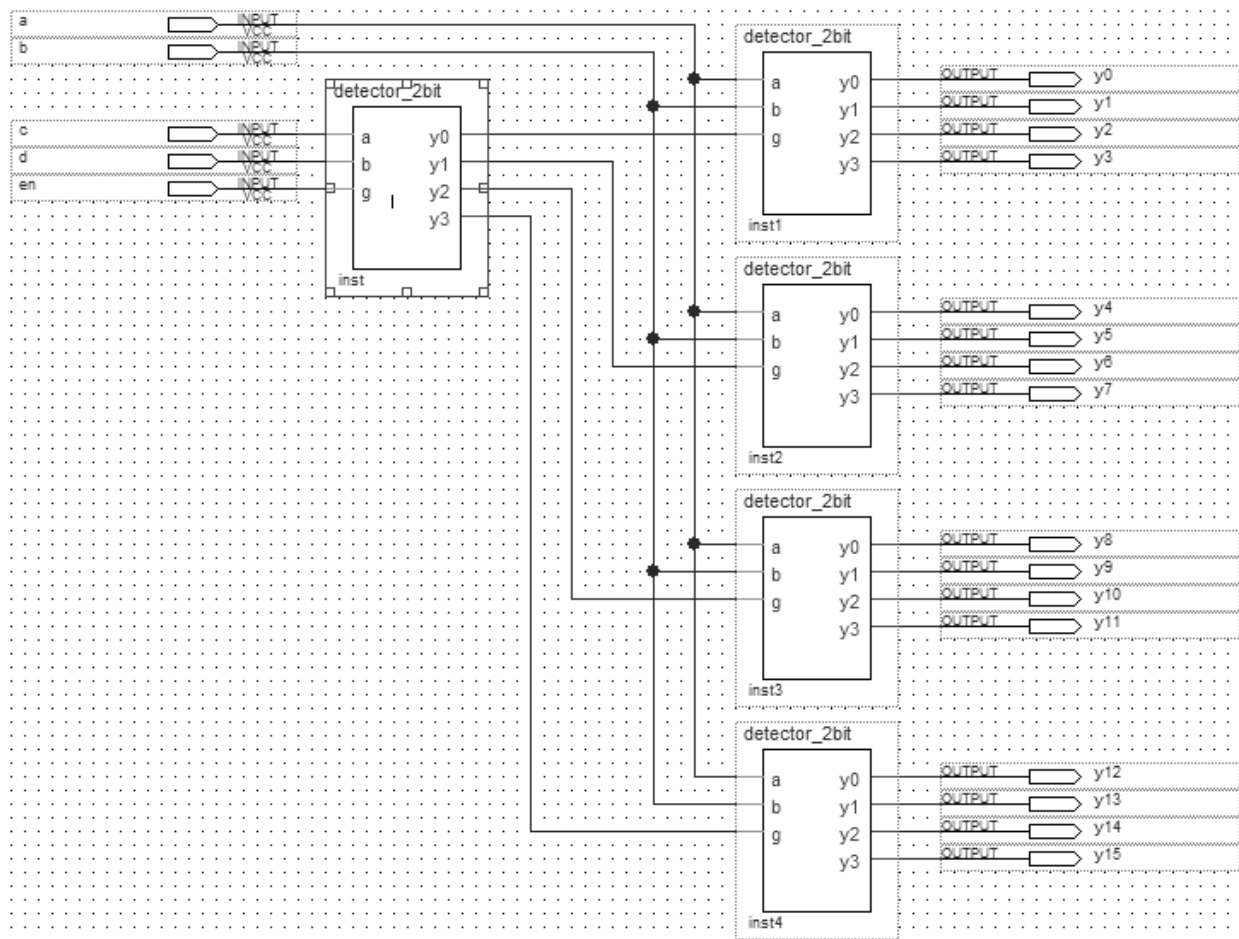 a INPUT
VCC
b INPUT
VCC
detector_2bit
c INPUT
VCC
d INPUT
VCC
en INPUT
VCC
a y0
b y1
g y2
y3
inst
detector_2bit
a y0
b y1
g y2
y3
inst1
OUTPUT y0
OUTPUT y1
OUTPUT y2
OUTPUT y3
detector_2bit
a y0
b y1
g y2
y3
inst2
OUTPUT y4
OUTPUT y5
OUTPUT y6
OUTPUT y7
detector_2bit
a y0
b y1
g y2
y3
inst3
OUTPUT y8
OUTPUT y9
OUTPUT y10
OUTPUT y11
detector_2bit
a y0
b y1
g y2
y3
inst4
OUTPUT y12
OUTPUT y13
OUTPUT y14
OUTPUT y15